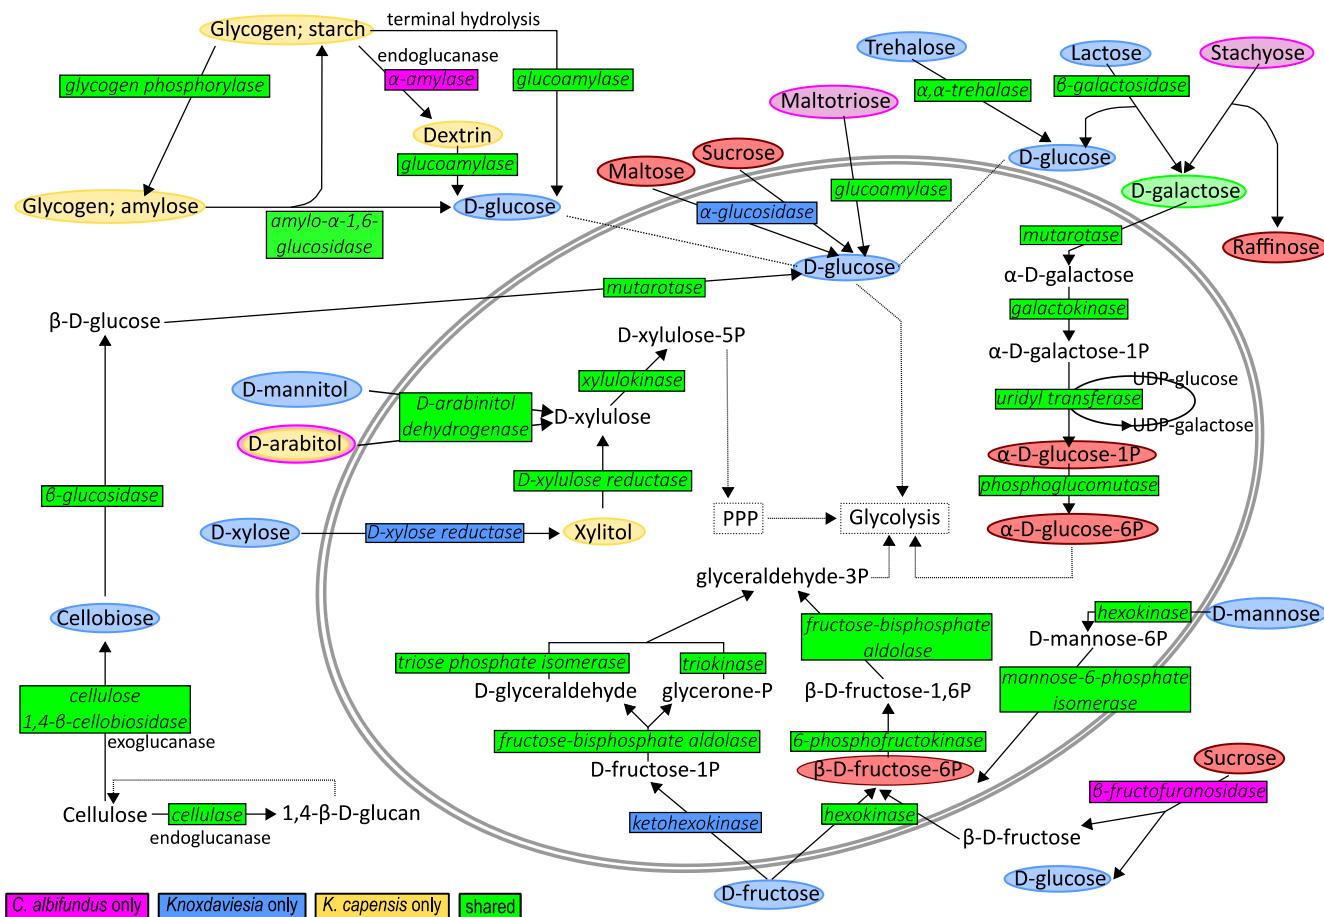 Glycogen; starch
terminal hydrolysis
endoglucanase
α-amylase
glycogen phosphorylase
glucoamylase
Dextrin
glucoamylase
Glycogen; amylose
D-glucose
amylo-α-1,6-
glucosidase
Trehalose
Lactose
Stachyose
α,α-trehalase
β-galactosidase
Maltotriose
Sucrose
Maltose
D-glucose
glucoamylase
D-galactose
α-glucosidase
mutarotase
Raffinose
D-glucose
mutarotase
α-D-galactose
galactokinase
β-D-glucose
D-xylulose-5P
α-D-galactose-1P
xylulokinase
UDP-glucose
D-mannitol
D-arabinitol
dehydrogenase
uridyl transferase
D-xylulose
UDP-galactose
D-arabitol
α-D-glucose-1P
D-xylulose reductase
phosphoglucomutase
β-glucosidase
PPP
Glycolysis
α-D-glucose-6P
D-xylose
D-xylose reductase
Xylitol
glyceraldehyde-3P
Cellobiose
hexokinase
D-mannose
fructose-bisphosphate
aldolase
D-mannose-6P
triose phosphate isomerase
triokinase
mannose-6-phosphate
isomerase
D-glyceraldehyde
glycerone-P
β-D-fructose-1,6P
cellulose
1,4-β-cellobiosidase
exoglucanase
fructose-bisphosphate aldolase
6-phosphofructokinase
D-fructose-1P
β-D-fructose-6P
Sucrose
β-fructofuranosidase
Cellulose
cellulase
1,4-β-D-glucan
endoglucanase
ketohexokinase
hexokinase
β-D-fructose
D-fructose
D-glucose
C. albifundus only
Knoxdaviesia only
K. capensis only
shared